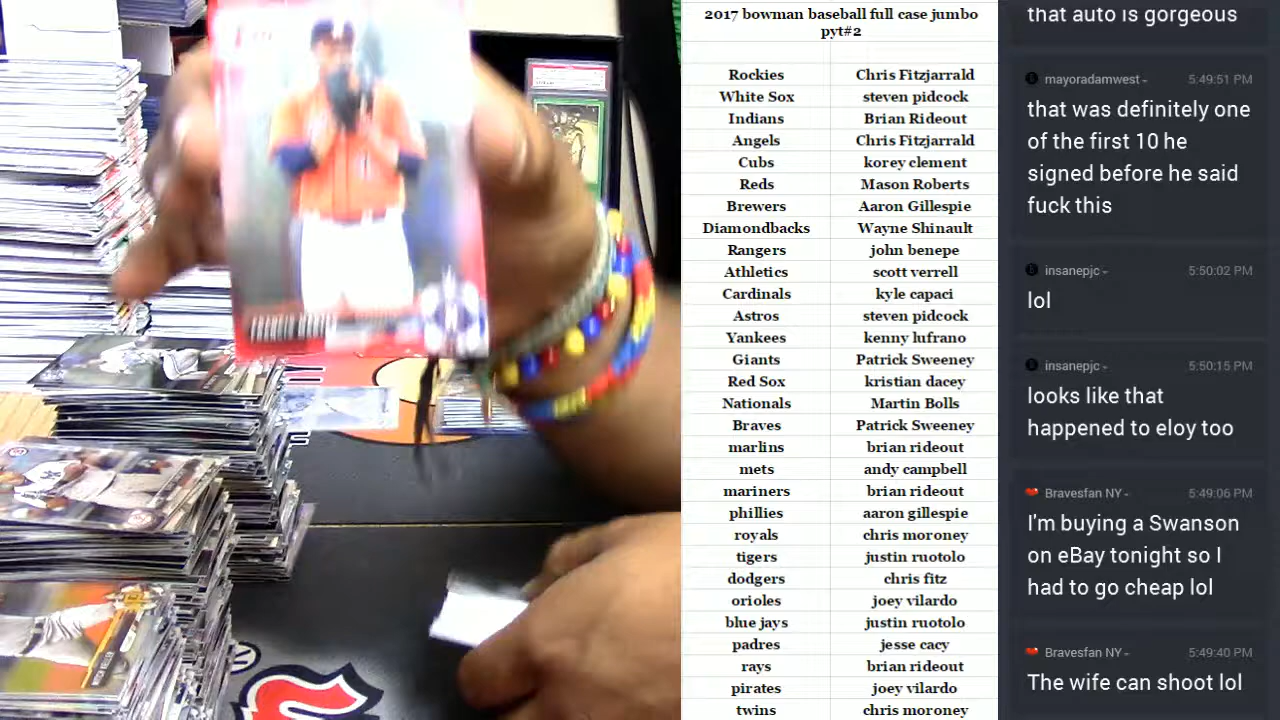 2017 bowman baseball full case jumbo
pyt#2
Rockies Chris Fitzjarrald
White Sox steven pidcock
Indians Brian Rideout
Angels Chris Fitzjarrald
Cubs korey clement
Reds Mason Roberts
Brewers Aaron Gillespie
Diamondbacks Wayne Shinault
Rangers john benepe
Athletics scott verrell
Cardinals kyle capaci
Astros steven pidcock
Yankees kenny lufrano
Giants Patrick Sweeney
Red Sox kristian dacey
Nationals Martin Bolls
Braves Patrick Sweeney
marlins brian rideout
mets andy campbell
mariners brian rideout
phillies aaron gillespie
royals chris moroney
tigers justin ruotolo
dodgers chris fitz
orioles joey vilardo
blue jays justin ruotolo
padres jesse cacy
rays brian rideout
pirates joey vilardo
twins chris moroney
that auto is gorgeous
mayoradamwest 5:49:51 PM
that was definitely one
of the first 10 he
signed before he said
fuck this
insanepjc 5:50:02 PM
lol
insanepjc 5:50:15 PM
looks like that
happened to eloy too
Bravesfan NY 5:49:06 PM
I'm buying a Swanson
on eBay tonight so I
had to go cheap lol
Bravesfan NY 5:49:40 PM
The wife can shoot lol